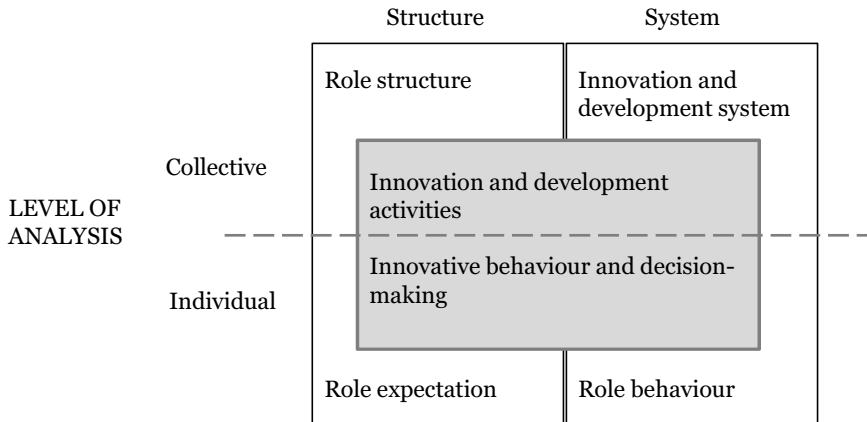 Structure
System
Role structure
Innovation and
development system
Collective
Innovation and development
activities
LEVEL OF
ANALYSIS
Innovative behaviour and decision-
making
Individual
Role expectation
Role behaviour